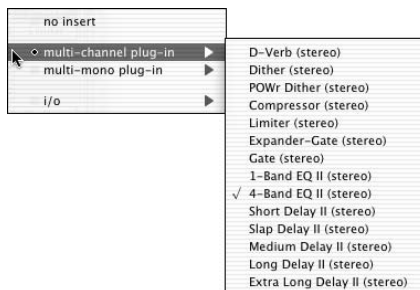 no insert
multi-channel plug-in
multi-mono plug-in
i/o
D-Verb (stereo)
Dither (stereo)
POWr Dither (stereo)
Compressor (stereo)
Limiter (stereo)
Expander-Gate (stereo)
Gate (stereo)
1-Band EQ II (stereo)
√ 4-Band EQ II (stereo)
Short Delay II (stereo)
Slap Delay II (stereo)
Medium Delay II (stereo)
Long Delay II (stereo)
Extra Long Delay II (stereo)